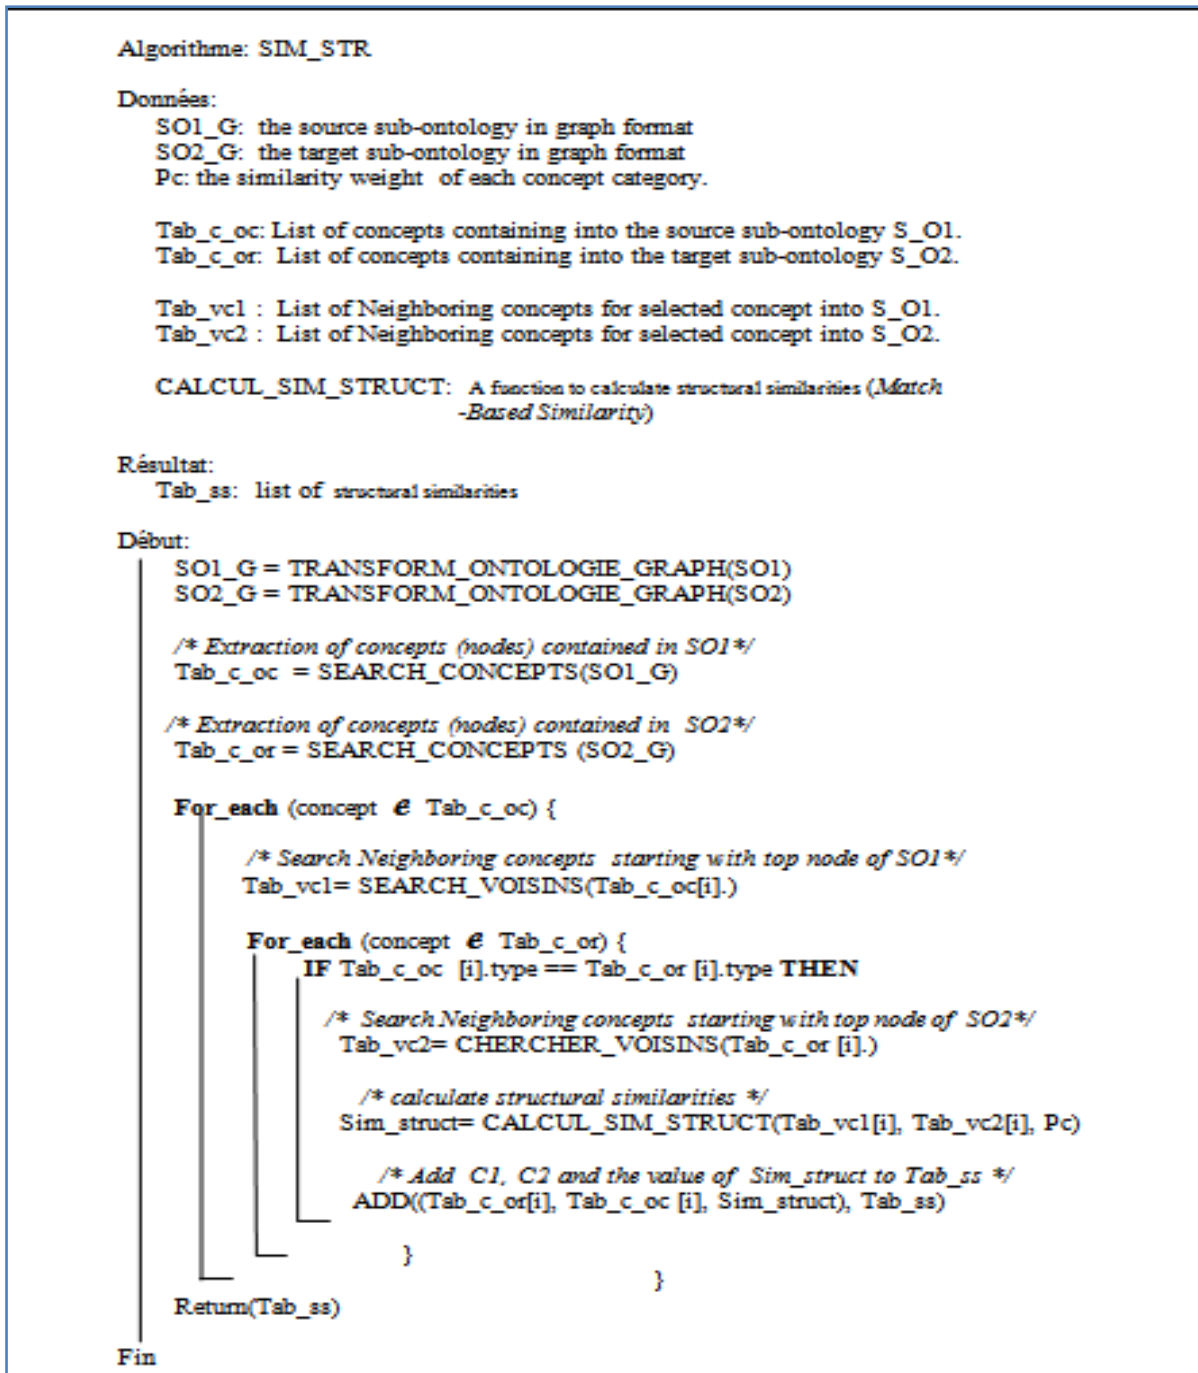 Algorithme: SIM_STR
Données:
SO1_G: the source sub-ontology in graph format
SO2_G: the target sub-ontology in graph format
Pc: the similarity weight of each concept category.
Tab_c_oc: List of concepts containing into the source sub-ontology S_O1.
Tab_c_or: List of concepts containing into the target sub-ontology S_O2.
Tab_vc1 : List of Neighboring concepts for selected concept into S_O1.
Tab_vc2 : List of Neighboring concepts for selected concept into S_O2.
CALCUL_SIM_STRUCT: A function to calculate structural similarities (Match
-Based Similarity)
Résultat:
Tab_ss: list of structural similarities
Début:
SO1_G = TRANSFORM_ONTOLOGIE_GRAPH(SO1)
SO2_G = TRANSFORM_ONTOLOGIE_GRAPH(SO2)
/* Extraction of concepts (nodes) contained in SO1*/
Tab_c_oc = SEARCH_CONCEPTS(SO1_G)
/* Extraction of concepts (nodes) contained in SO2*/
Tab_c_or = SEARCH_CONCEPTS (SO2_G)
For_each (concept e Tab_c_oc) {
/* Search Neighboring concepts starting with top node of SO1*/
Tab_vc1= SEARCH_VOISINS(Tab_c_oc[i].)
For_each (concept e Tab_c_or) {
IF Tab_c_oc [i].type == Tab_c_or [i].type THEN
/* Search Neighboring concepts starting with top node of SO2*/
Tab_vc2= CHERCHER_VOISINS(Tab_c_or [i].)
/* calculate structural similarities */
Sim_struct= CALCUL_SIM_STRUCT(Tab_vc1[i], Tab_vc2[i], Pc)
/* Add C1, C2 and the value of Sim_struct to Tab_ss */
ADD((Tab_c_or[i], Tab_c_oc [i], Sim_struct), Tab_ss)
}
}
Return(Tab_ss)
Fin